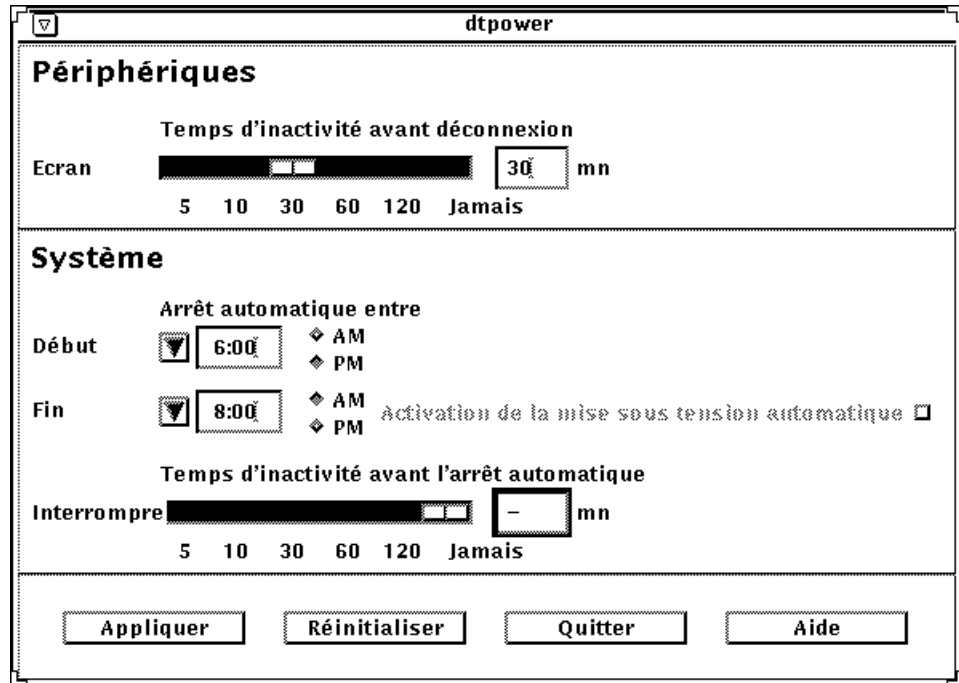 dtpower
Périphériques
Temps d'inactivité avant déconnexion
Ecran 30 mn
5 10 30 60 120 Jamais
Système
Arrêt automatique entre
Début 6:00 AM
PM
Fin 8:00 AM
PM
Activation de la mise sous tension automatique
Temps d'inactivité avant l'arrêt automatique
Interrompre – mn
5 10 30 60 120 Jamais
Appliquer Réinitialiser Quitter Aide